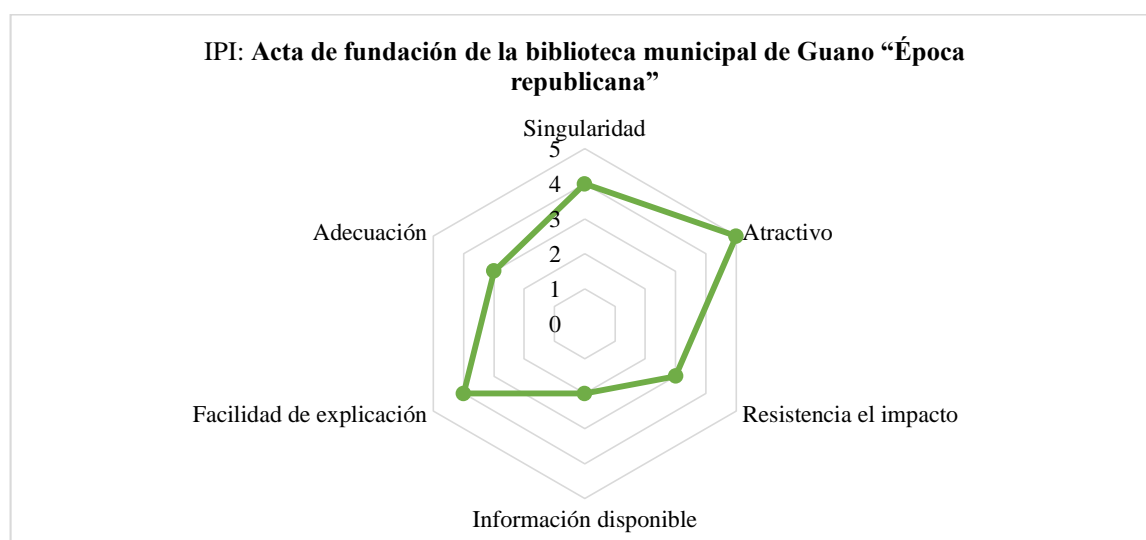 IPI: Acta de fundación de la biblioteca municipal de Guano “Época
republicana”
Singularidad
5
4
3
2
1
0
Atractivo
Resistencia el impacto
Información disponible
Facilidad de explicación
Adecuación